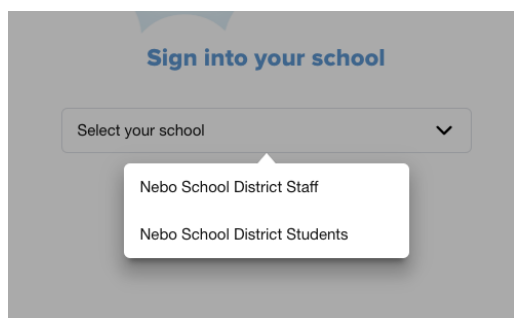 Sign into your school
Select your school
Nebo School District Staff
Nebo School District Students